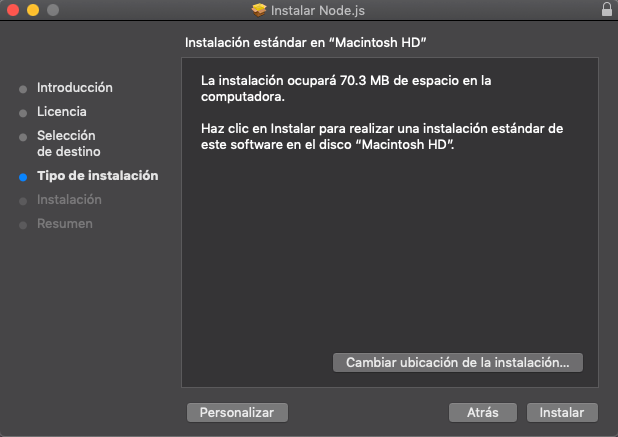 Instalar Node.js
Instalación estándar en “Macintosh HD”
Introducción
Licencia
Selección
de destino
Tipo de instalación
Instalación
Resumen
La instalación ocupará 70.3 MB de espacio en la
computadora.
Haz clic en Instalar para realizar una instalación estándar de
este software en el disco “Macintosh HD”.
Cambiar ubicación de la instalación...
Personalizar
Atrás
Instalar